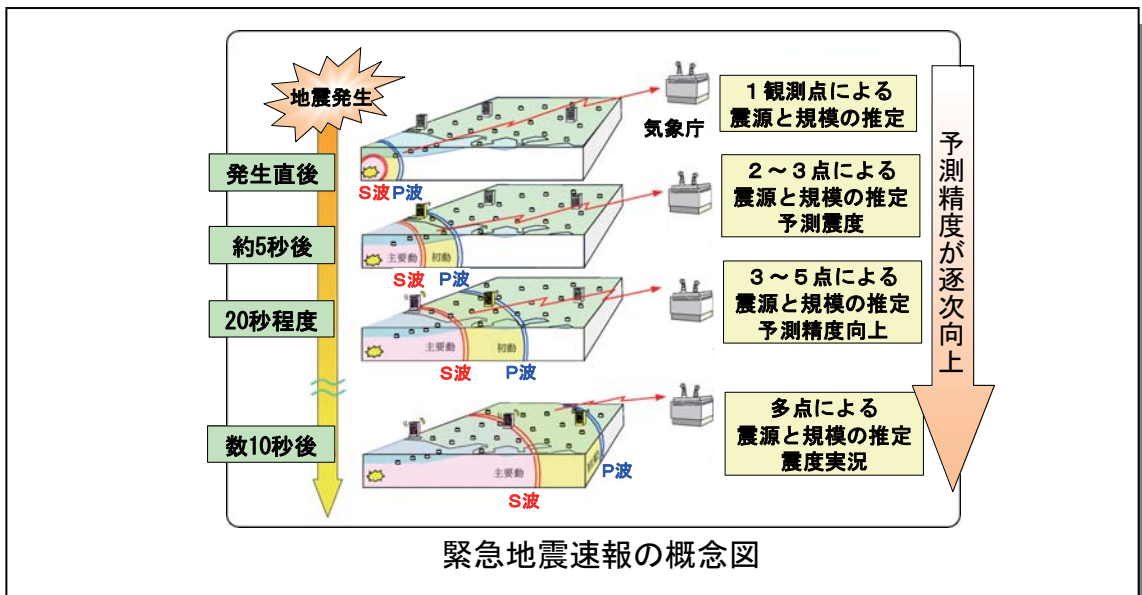 地震発生
気象庁
1観測点による
震源と規模の推定
発生直後
S波 P波
2～3点による
震源と規模の推定
予測震度
約5秒後
主要動 初動
S波 P波
3～5点による
震源と規模の推定
予測精度向上
20秒程度
主要動 初動
S波 P波
多点による
震源と規模の推定
震度実況
数10秒後
主要動 初動
P波
S波
予測精度が逐次向上
緊急地震速報の概念図